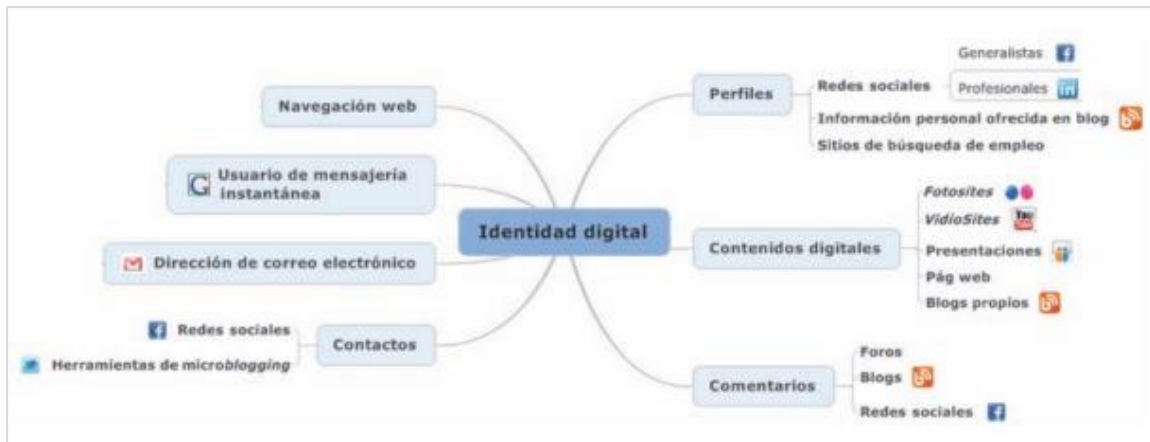 Identidad digital
Navegación web
Usuario de mensajería
instantánea
Dirección de correo electrónico
Contactos
Redes sociales
Herramientas de microblogging
Perfiles
Redes sociales
Generalistas
Profesionales
Información personal ofrecida en blog
Sitios de búsqueda de empleo
Contenidos digitales
Fotosites
VidioSites
You
Presentaciones
Pág web
Blogs propios
Comentarios
Foros
Blogs
Redes sociales